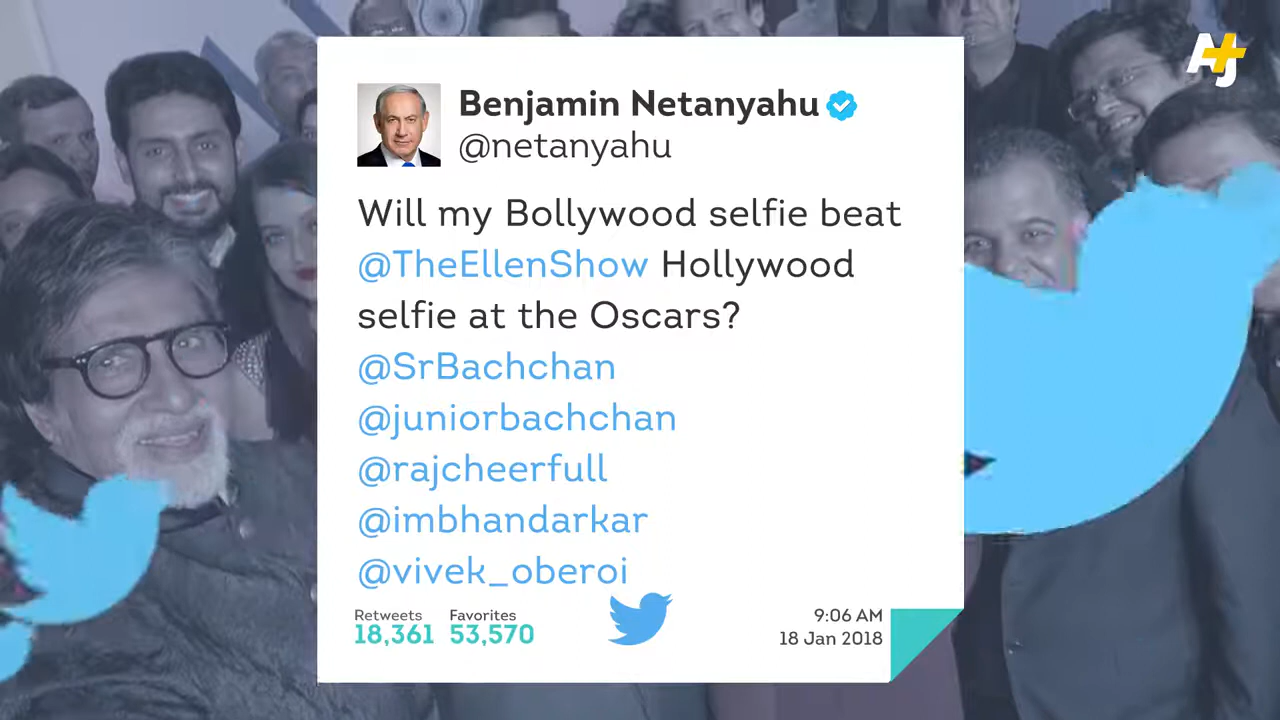 AJ+
Benjamin Netanyahu
@netanyahu
Will my Bollywood selfie beat
@TheEllenShow Hollywood
selfie at the Oscars?
@SrBachchan
@juniorbachchan
@rajcheerfull
@imbhandarkar
@vivek_oberoi
Retweets Favorites
18,361 53,570
9:06 AM
18 Jan 2018